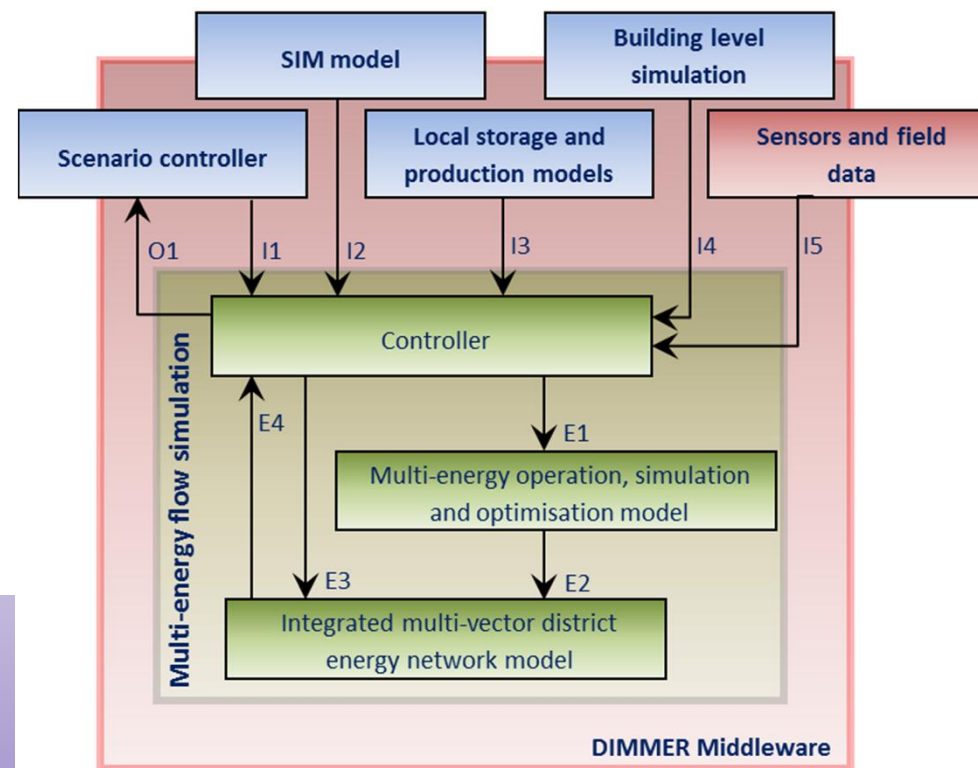 SIM model
Building level
simulation
Scenario controller
Local storage and
production models
Sensors and field
data
O1
I1
I2
I3
I4
I5
Controller
Multi-energy flow simulation
E4
E1
Multi-energy operation, simulation
and optimisation model
E3
E2
Integrated multi-vector district
energy network model
DIMMER Middleware